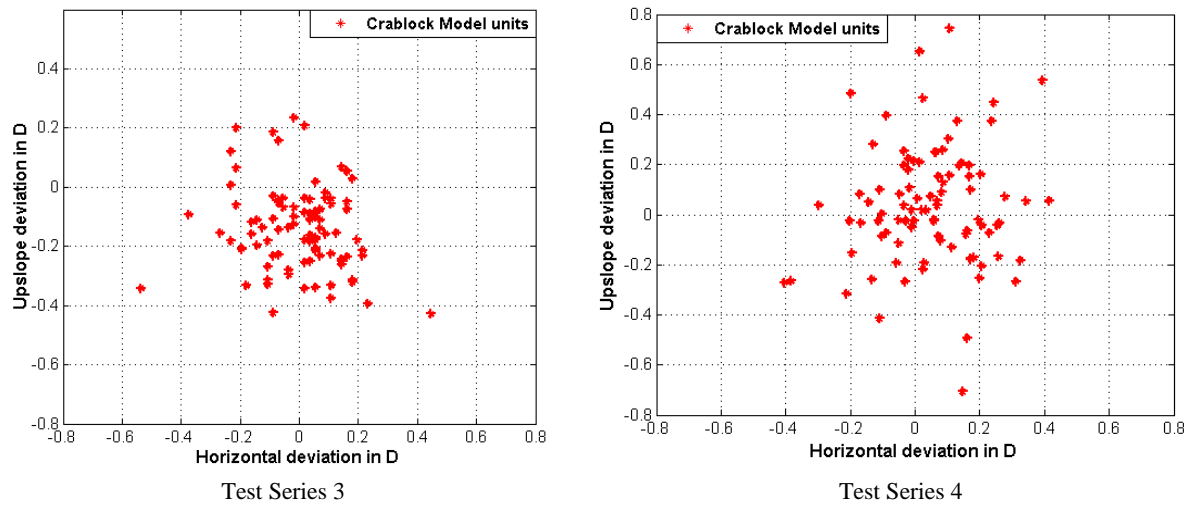 Crablock Model units
0.4
0.2
0
-0.2
-0.4
-0.6
-0.8
Upslope deviation in D
-0.8 -0.6 -0.4 -0.2 0 0.2 0.4 0.6 0.8
Horizontal deviation in D
Test Series 3
Crablock Model units
0.8
0.6
0.4
0.2
0
-0.2
-0.4
-0.6
-0.8
Upslope deviation in D
-0.8 -0.6 -0.4 -0.2 0 0.2 0.4 0.6 0.8
Horizontal deviation in D
Test Series 4